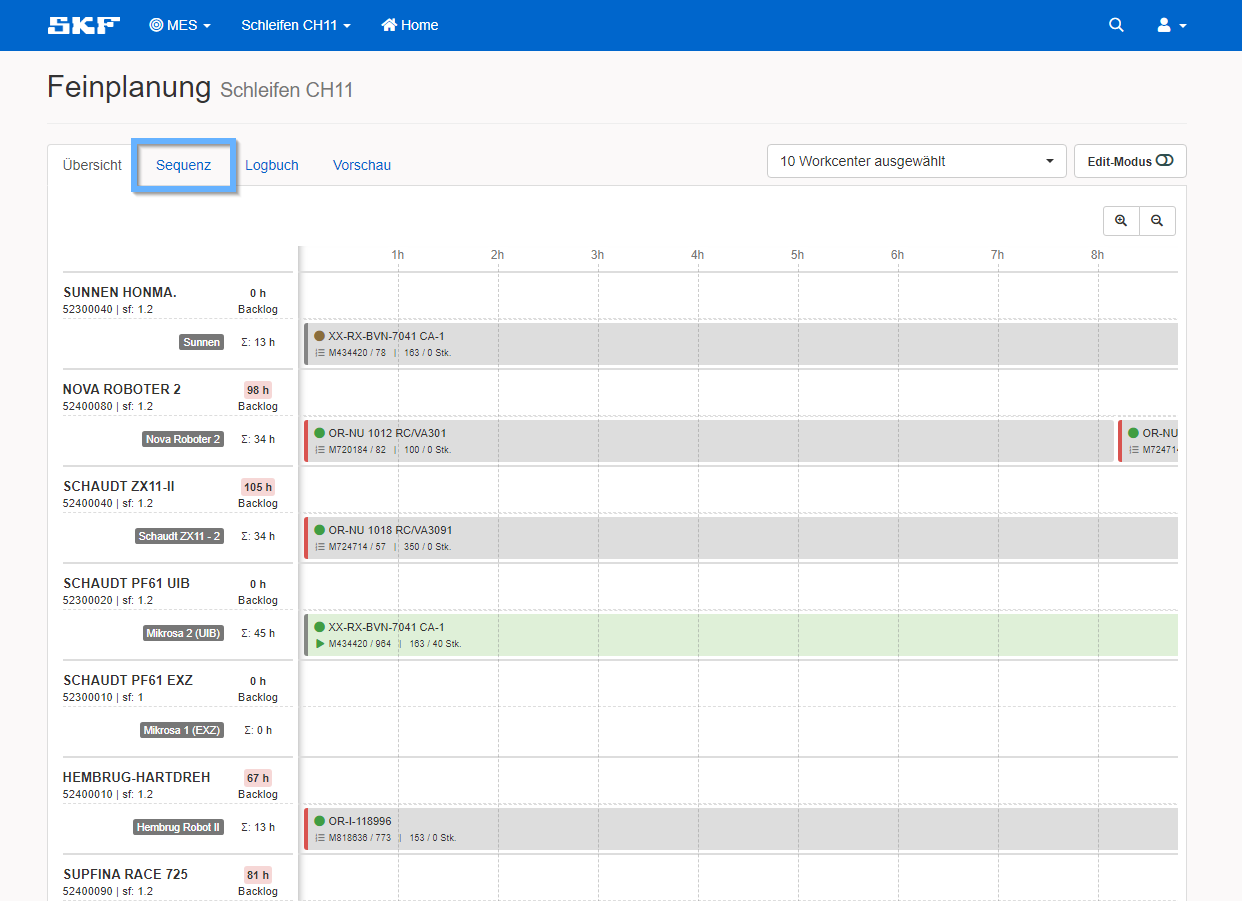 SKF MES Schleifen CH11 Home
Feinplanung Schleifen CH11
Übersicht Sequenz Logbuch Vorschau 10 Workcenter ausgewählt Edit-Modus
1h 2h 3h 4h 5h 6h 7h 8h
SUNNEN HONMA. 0 h
52300040 | sf: 1.2 Backlog
Sunnen Σ: 13 h
XX-RX-BVN-7041 CA-1
M434420 / 78 | 163 / 0 Stk.
NOVA ROBOTER 2 98 h
52400080 | sf: 1.2 Backlog
Nova Roboter 2 Σ: 34 h
OR-NU 1012 RC/VA301 OR-NU
M720184 / 82 | 100 / 0 Stk. M72471
SCHAUDT ZX11-II 105 h
52400040 | sf: 1.2 Backlog
Schaudt ZX11 - 2 Σ: 34 h
OR-NU 1018 RC/VA3091
M724714 / 57 | 350 / 0 Stk.
SCHAUDT PF61 UIB 0 h
52300020 | sf: 1.2 Backlog
Mikrosa 2 (UIB) Σ: 45 h
XX-RX-BVN-7041 CA-1
M434420 / 964 | 163 / 40 Stk.
SCHAUDT PF61 EXZ 0 h
52300010 | sf: 1 Backlog
Mikrosa 1 (EXZ) Σ: 0 h
HEMBRUG-HARTDREH 67 h
52400010 | sf: 1.2 Backlog
Hembrug Robot II Σ: 13 h
OR-I-118996
M818636 / 773 | 153 / 0 Stk.
SUPFINA RACE 725 81 h
52400090 | sf: 1.2 Backlog